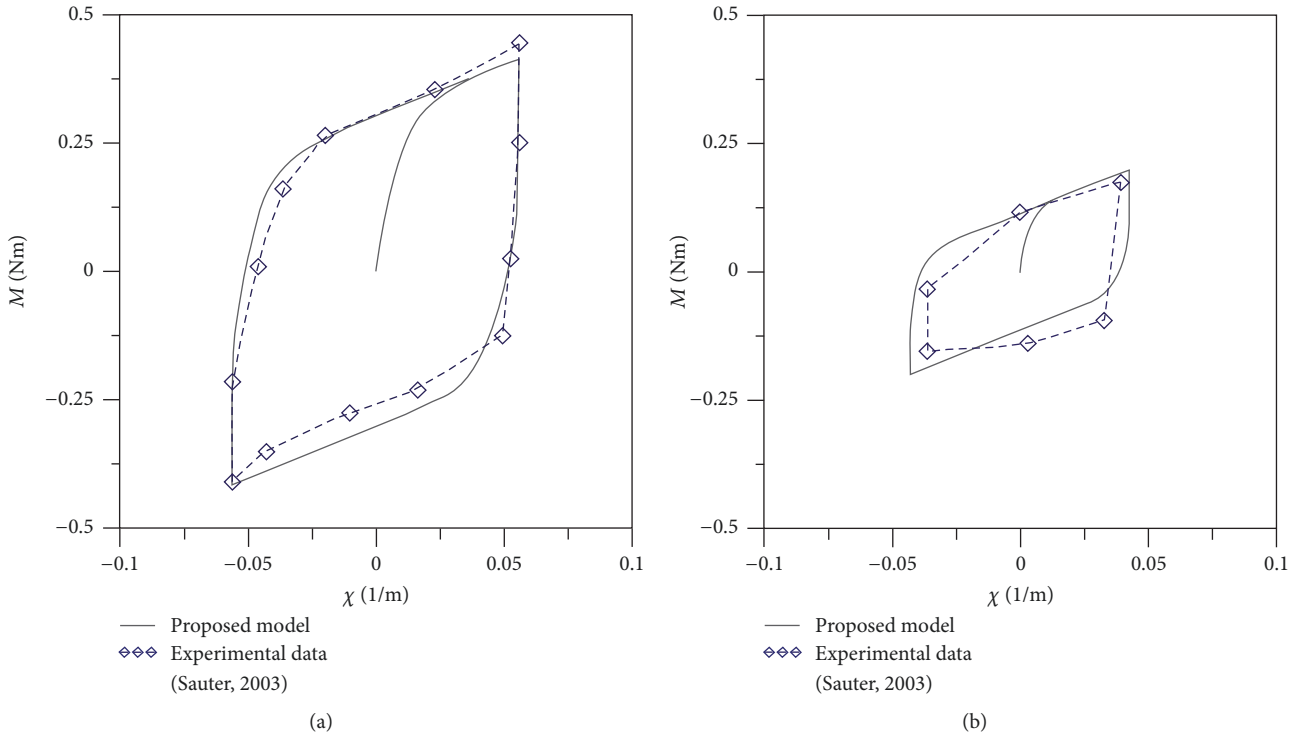 0.5
0.25
0
−0.25
−0.5
M (Nm)
−0.1 −0.05 0 0.05 0.1
χ (1/m)
Proposed model
Experimental data
(Sauter, 2003)
(a)
0.5
0.25
0
−0.25
−0.5
M (Nm)
−0.1 −0.05 0 0.05 0.1
χ (1/m)
Proposed model
Experimental data
(Sauter, 2003)
(b)